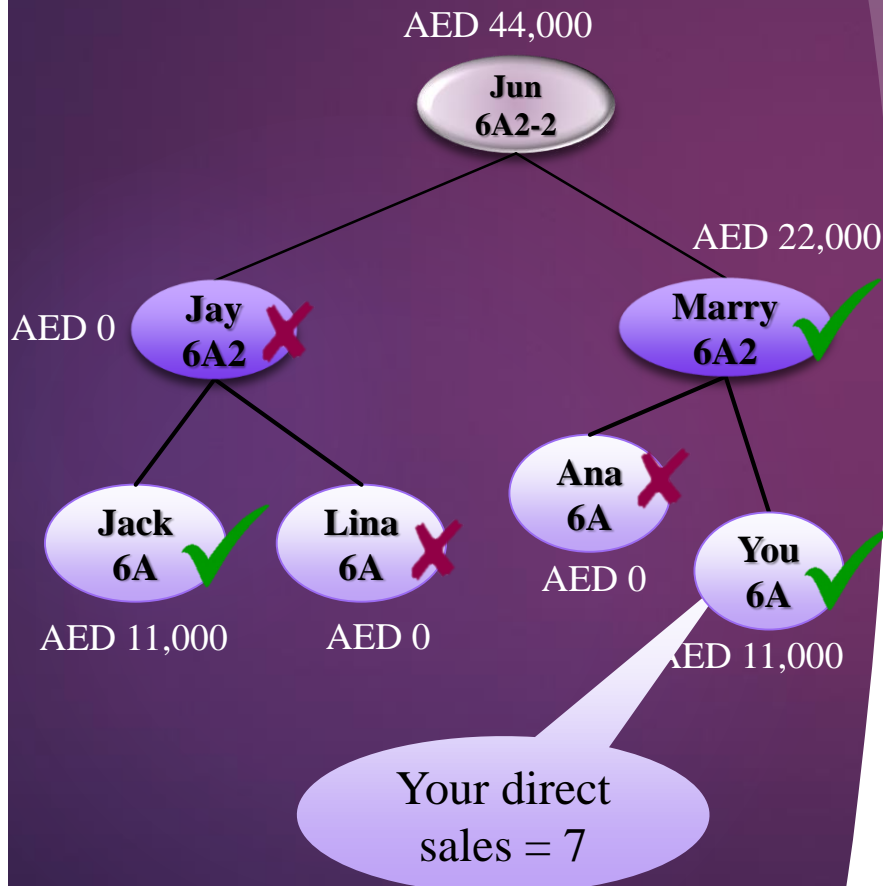 AED 44,000
Jun
6A2-2
AED 22,000
AED 0
Jay
6A2
Marry
6A2
Jack
6A
Lina
6A
Ana
6A
You
6A
AED 11,000
AED 0
AED 0
AED 11,000
Your direct
sales = 7